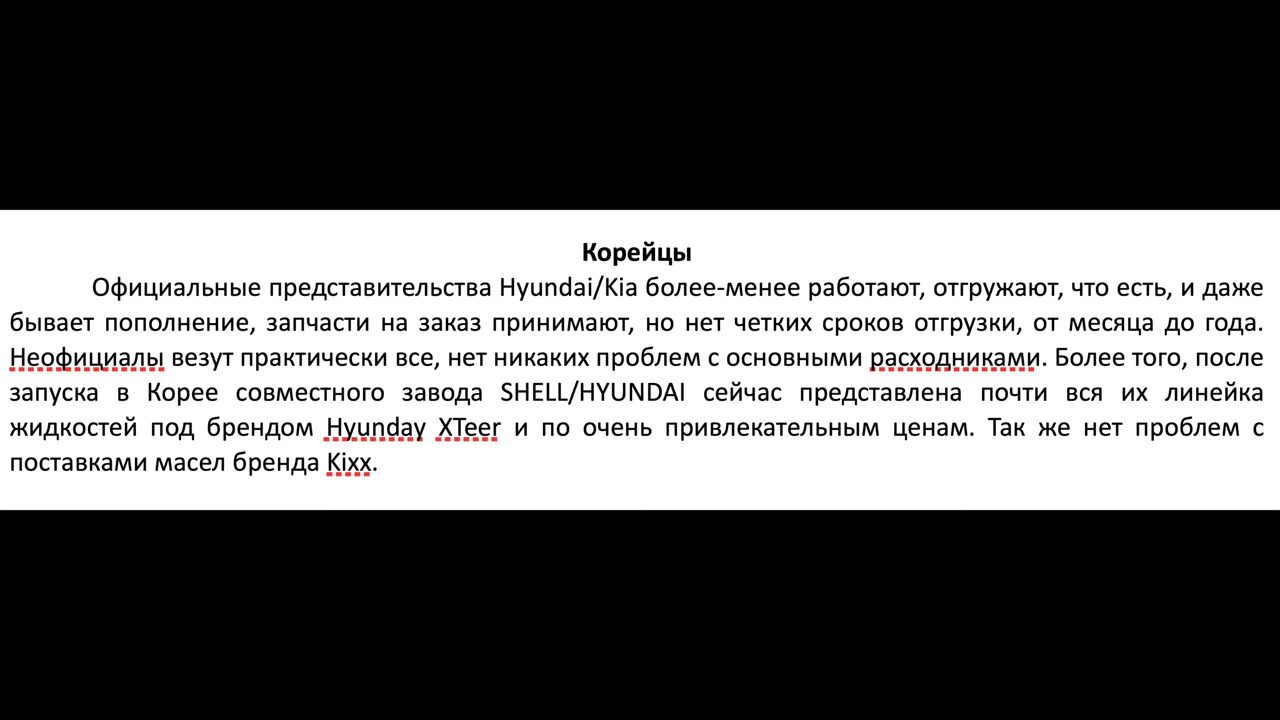 Корейцы
Официальные представительства Hyundai/Kia более-менее работают, отгружают, что есть, и даже
бывает пополнение, запчасти на заказ принимают, но нет четких сроков отгрузки, от месяца до года.
Неофициалы везут практически все, нет никаких проблем с основными расходниками. Более того, после
запуска в Корее совместного завода SHELL/HYUNDAI сейчас представлена почти вся их линейка
жидкостей под брендом Hyunday XTeer и по очень привлекательным ценам. Так же нет проблем с
поставками масел бренда Kixx.